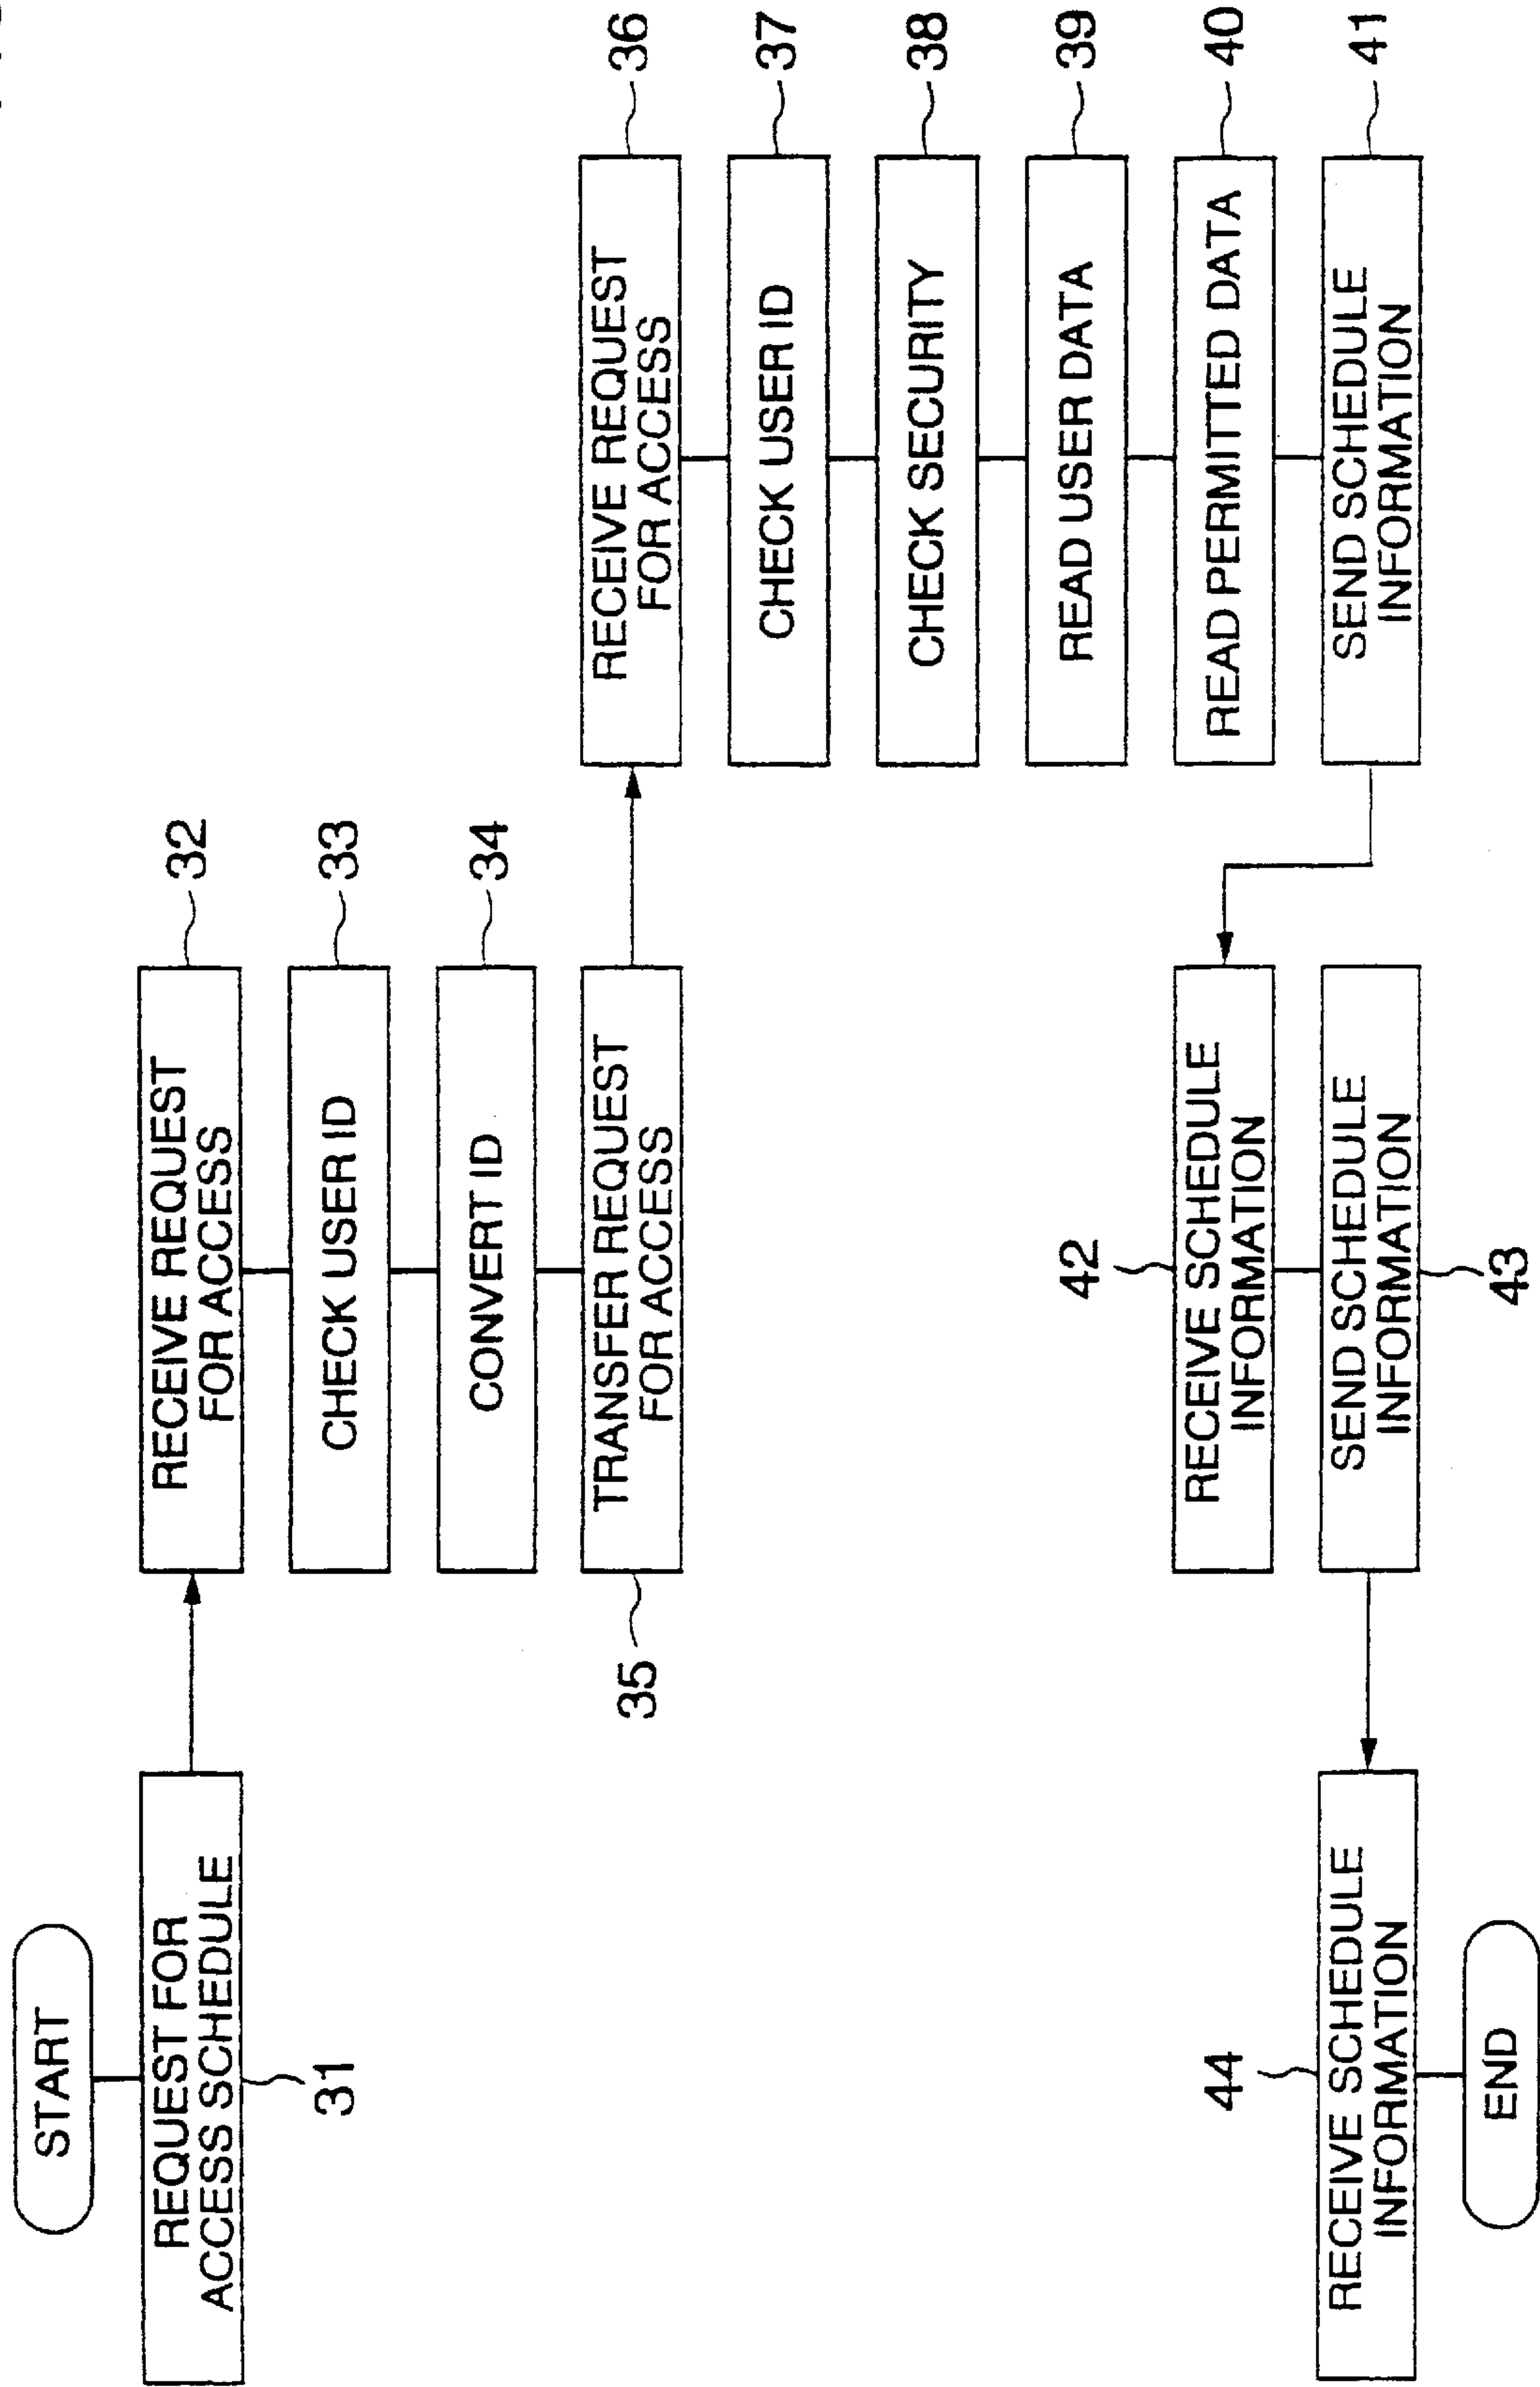 START
REQUEST FOR
ACCESS SCHEDULE
31
RECEIVE REQUEST
FOR ACCESS
32
CHECK USER ID
33
CONVERT ID
34
TRANSFER REQUEST
FOR ACCESS
35
RECEIVE REQUEST
FOR ACCESS
36
CHECK USER ID
37
CHECK SECURITY
38
READ USER DATA
39
READ PERMITTED DATA
40
SEND SCHEDULE
INFORMATION
41
42
RECEIVE SCHEDULE
INFORMATION
SEND SCHEDULE
INFORMATION
43
44
RECEIVE SCHEDULE
INFORMATION
END